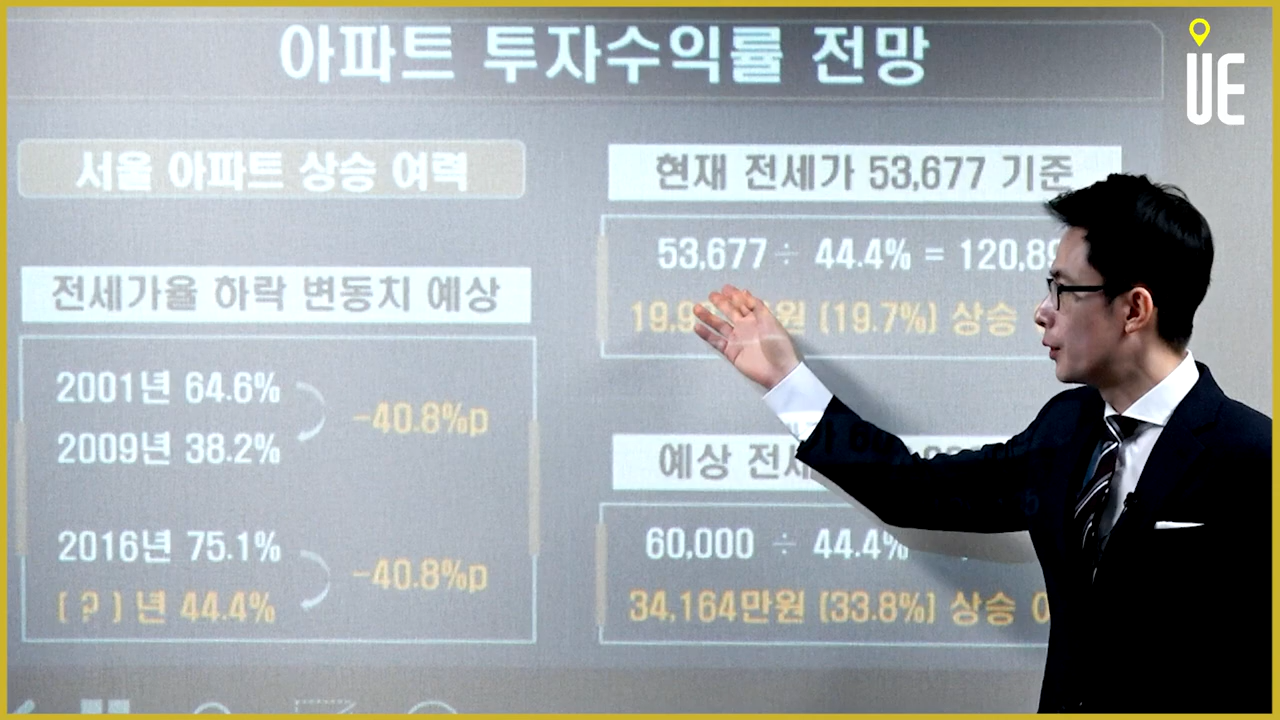 아파트 투자수익률 전망
UE
서울 아파트 상승 여력
전세가율 하락 변동치 예상
2001년 64.6%
-40.8%p
2009년 38.2%
2016년 75.1%
-40.8%p
( ? ) 년 44.4%
현재 전세가 53,677 기준
53,677 ÷ 44.4% = 120,89
19,9 원 (19.7%) 상승
예상 전세
60,000 ÷ 44.4%
34,164만원 (33.8%) 상승